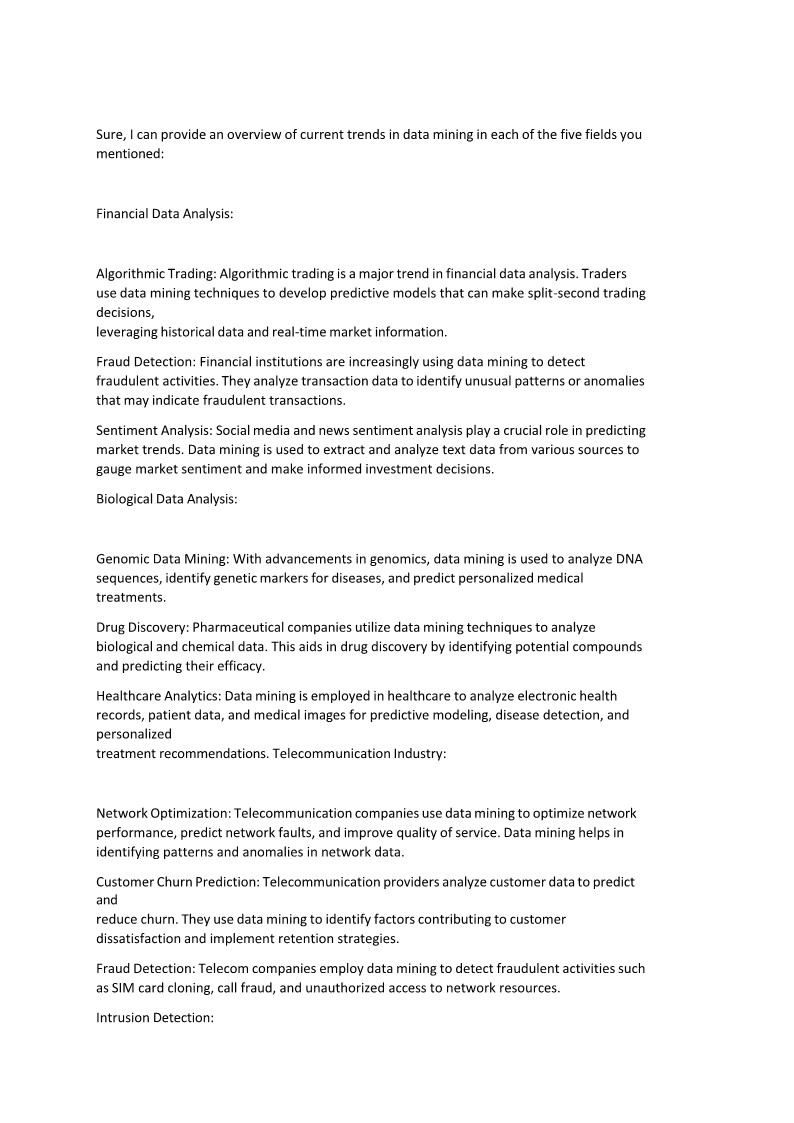 Sure, I can provide an overview of current trends in data mining in each of the five fields you
mentioned:
Financial Data Analysis:
Algorithmic Trading: Algorithmic trading is a major trend in financial data analysis. Traders
use data mining techniques to develop predictive models that can make split-second trading
decisions,
leveraging historical data and real-time market information.
Fraud Detection: Financial institutions are increasingly using data mining to detect
fraudulent activities. They analyze transaction data to identify unusual patterns or anomalies
that may indicate fraudulent transactions.
Sentiment Analysis: Social media and news sentiment analysis play a crucial role in predicting
market trends. Data mining is used to extract and analyze text data from various sources to
gauge market sentiment and make informed investment decisions.
Biological Data Analysis:
Genomic Data Mining: With advancements in genomics, data mining is used to analyze DNA
sequences, identify genetic markers for diseases, and predict personalized medical
treatments.
Drug Discovery: Pharmaceutical companies utilize data mining techniques to analyze
biological and chemical data. This aids in drug discovery by identifying potential compounds
and predicting their efficacy.
Healthcare Analytics: Data mining is employed in healthcare to analyze electronic health
records, patient data, and medical images for predictive modeling, disease detection, and
personalized
treatment recommendations. Telecommunication Industry:
Network Optimization: Telecommunication companies use data mining to optimize network
performance, predict network faults, and improve quality of service. Data mining helps in
identifying patterns and anomalies in network data.
Customer Churn Prediction: Telecommunication providers analyze customer data to predict
and
reduce churn. They use data mining to identify factors contributing to customer
dissatisfaction and implement retention strategies.
Fraud Detection: Telecom companies employ data mining to detect fraudulent activities such
as SIM card cloning, call fraud, and unauthorized access to network resources.
Intrusion Detection: